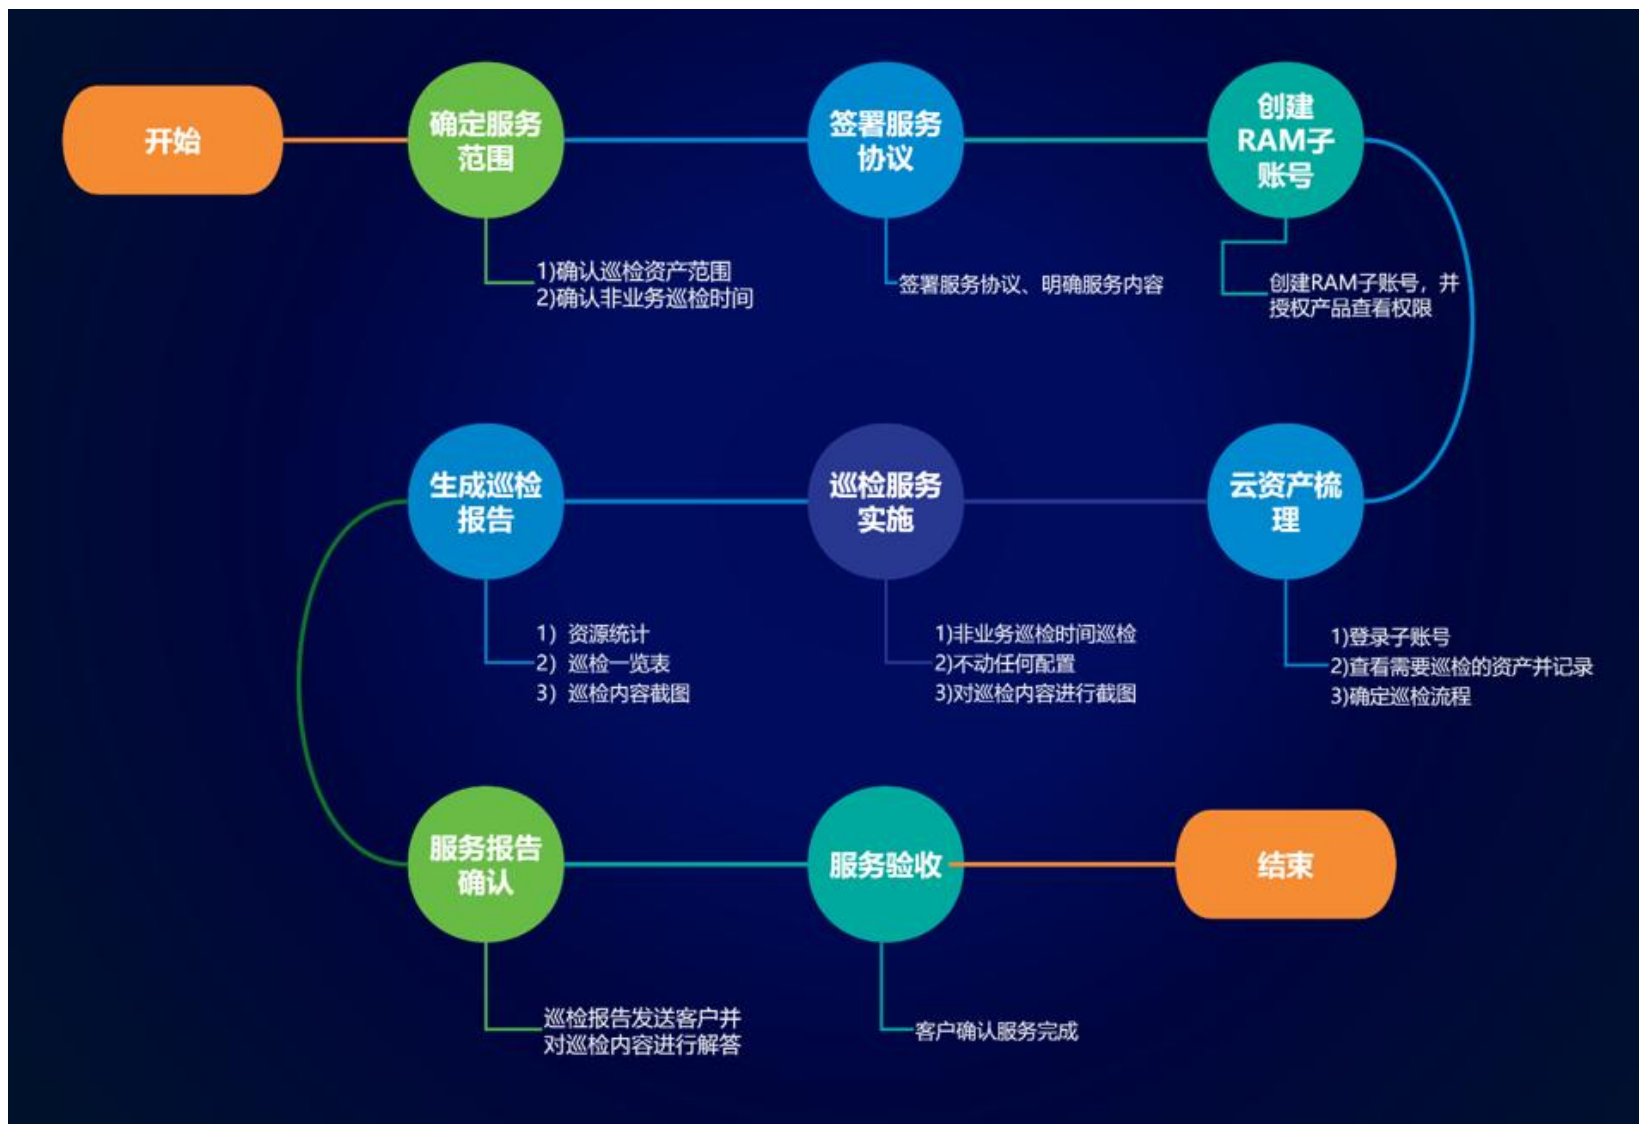 开始
确定服务
范围
签署服务
协议
创建
RAM子
账号
1)确认巡检资产范围
2)确认非业务巡检时间
签署服务协议、明确服务内容
创建RAM子账号，并
授权产品查看权限
生成巡检
报告
巡检服务
实施
云资产梳
理
1）资源统计
2）巡检一览表
3）巡检内容截图
1)非业务巡检时间巡检
2)不动任何配置
3)对巡检内容进行截图
1)登录子账号
2)查看需要巡检的资产并记录
3)确定巡检流程
服务报告
确认
服务验收
结束
巡检报告发送客户并
对巡检内容进行解答
客户确认服务完成